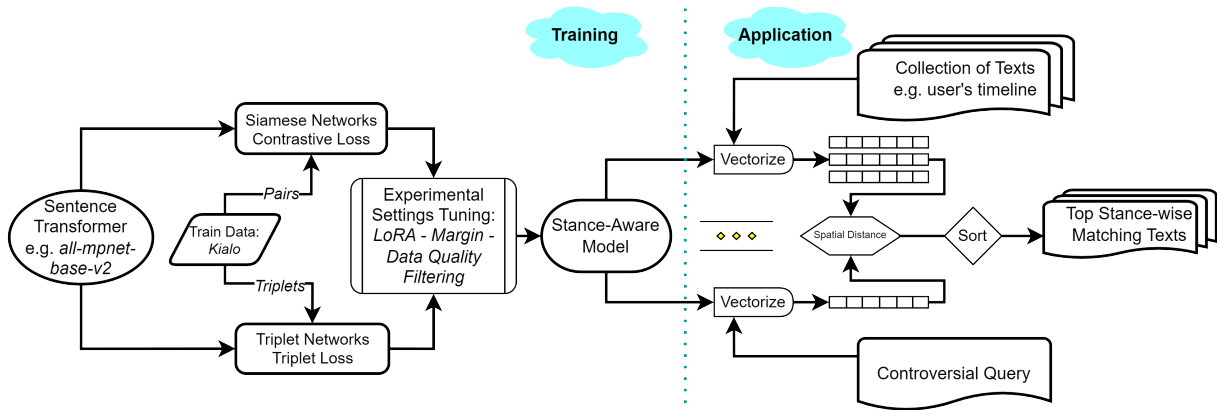 Training
Application
Collection of Texts
e.g. user's timeline
Siamese Networks
Contrastive Loss
Vectorize
Pairs
Sentence
Transformer
e.g. all-mpnet-
base-v2
Train Data:
Kialo
Experimental
Settings Tuning:
LoRA - Margin -
Data Quality
Filtering
Stance-Aware
Model
Spatial Distance
Sort
Top Stance-wise
Matching Texts
Triplets
Vectorize
Triplet Networks
Triplet Loss
Controversial Query